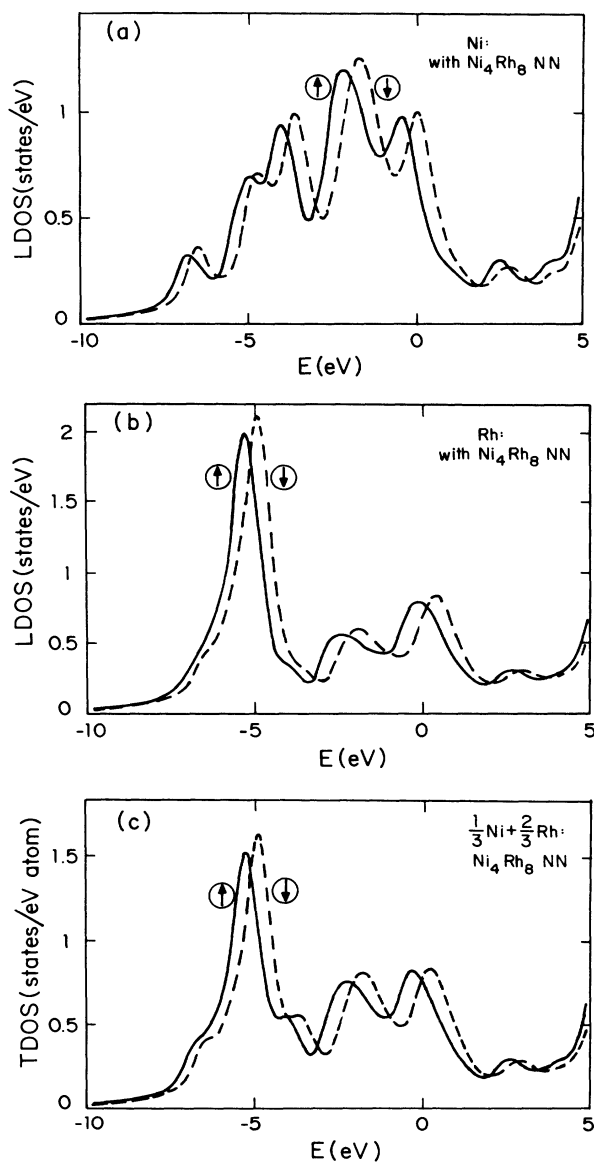 (a)
Ni:
with Ni₄Rh₈ NN
↑ ↓
LDOS(states/eV)
1
0.5
0
-10 -5 0 5
E(eV)
(b)
Rh:
with Ni₄Rh₈ NN
↑ ↓
LDOS(states/eV)
2
1.5
1
0.5
0
-10 -5 0 5
E(eV)
(c)
1/3 Ni + 2/3 Rh:
Ni₄Rh₈ NN
↑ ↓
TDOS(states/eV atom)
1.5
1
0.5
0
-10 -5 0 5
E(eV)